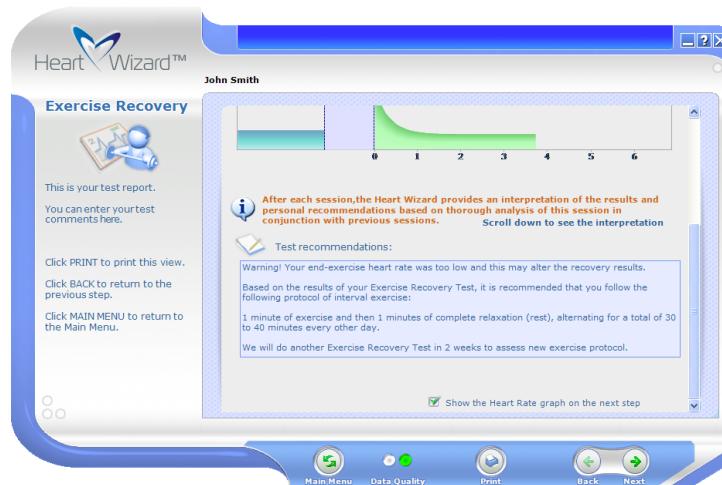 Heart Wizard™
John Smith
Exercise Recovery
This is your test report.
You can enter your test
comments here.
Click PRINT to print this view.
Click BACK to return to the
previous step.
Click MAIN MENU to return to
the Main Menu.
0 1 2 3 4 5 6
After each session,the Heart Wizard provides an interpretation of the results and
personal recommendations based on thorough analysis of this session in
conjunction with previous sessions.
Scroll down to see the interpretation
Test recommendations:
Warning! Your end-exercise heart rate was too low and this may alter the recovery results.
Based on the results of your Exercise Recovery Test, it is recommended that you follow the
following protocol of interval exercise:
1 minute of exercise and then 1 minutes of complete relaxation (rest), alternating for a total of 30
to 40 minutes every other day.
We will do another Exercise Recovery Test in 2 weeks to assess new exercise protocol.
Show the Heart Rate graph on the next step
Main Menu
Data Quality
Print
Back
Next